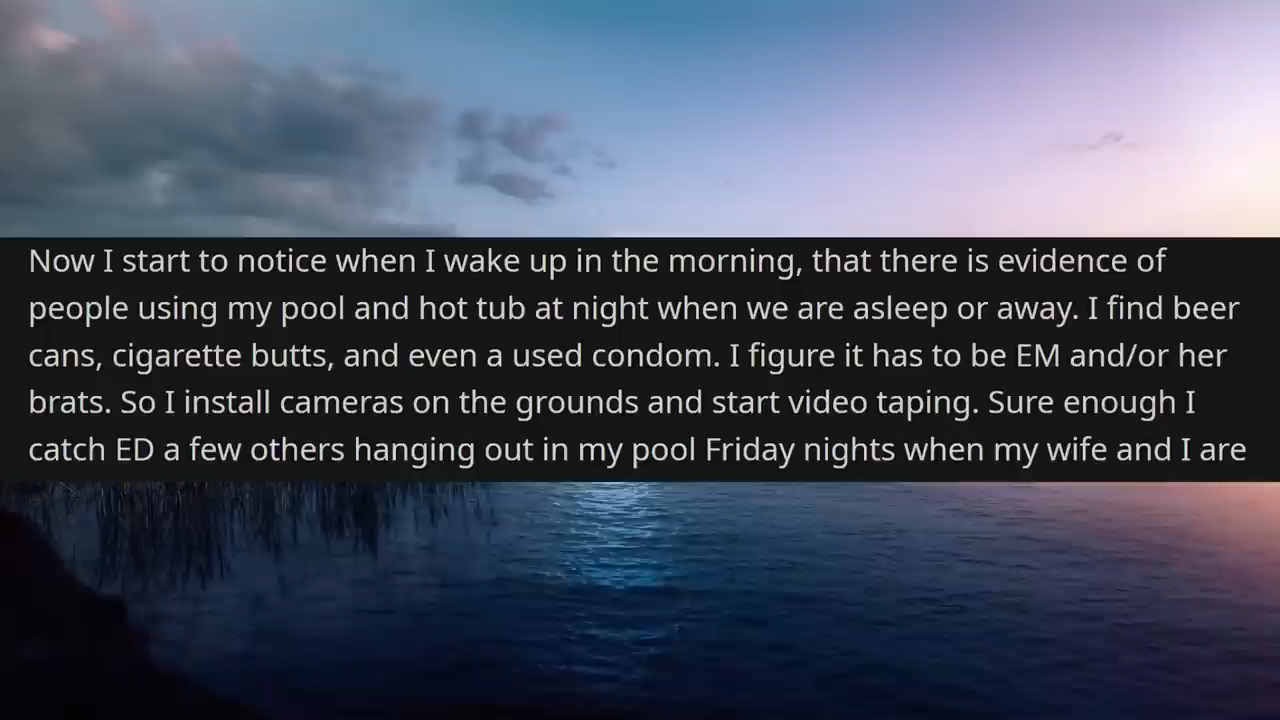 Now I start to notice when I wake up in the morning, that there is evidence of
people using my pool and hot tub at night when we are asleep or away. I find beer
cans, cigarette butts, and even a used condom. I figure it has to be EM and/or her
brats. So I install cameras on the grounds and start video taping. Sure enough I
catch ED a few others hanging out in my pool Friday nights when my wife and I are